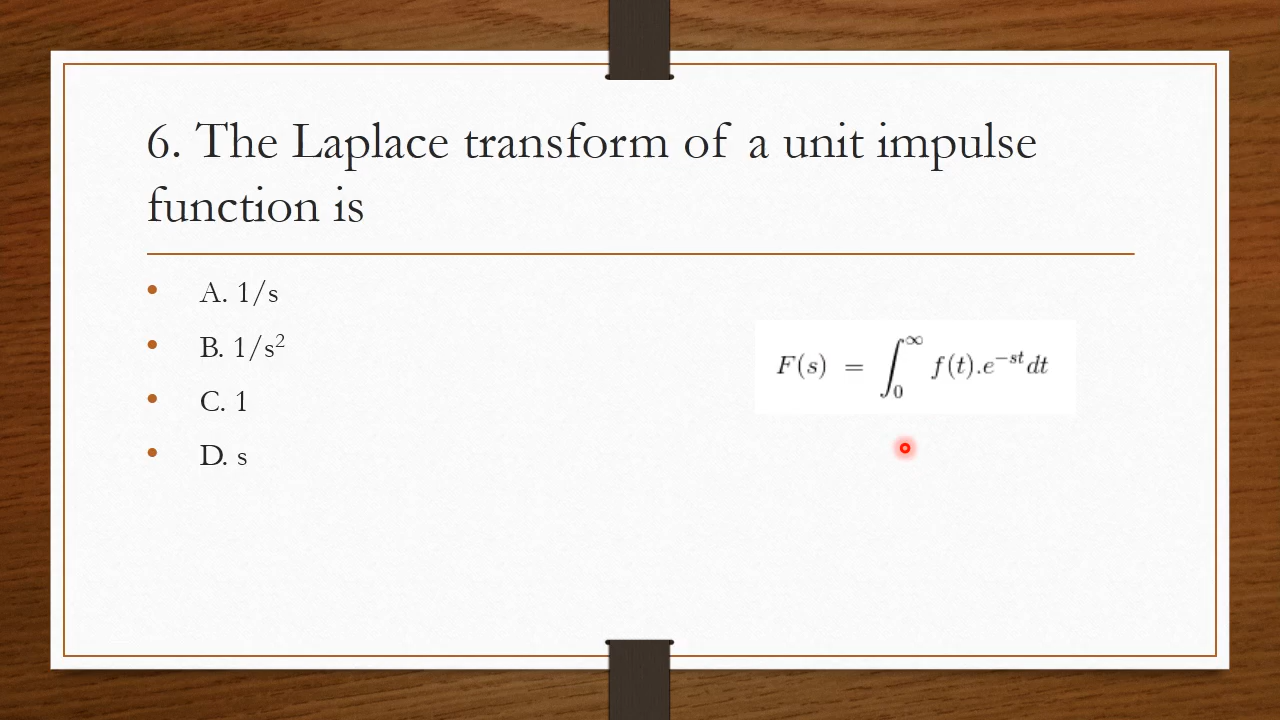 6. The Laplace transform of a unit impulse
function is
• A. 1/s
• B. 1/s²
• C. 1
• D. s
F(s) = ∫₀^∞ f(t).e^{-st}dt